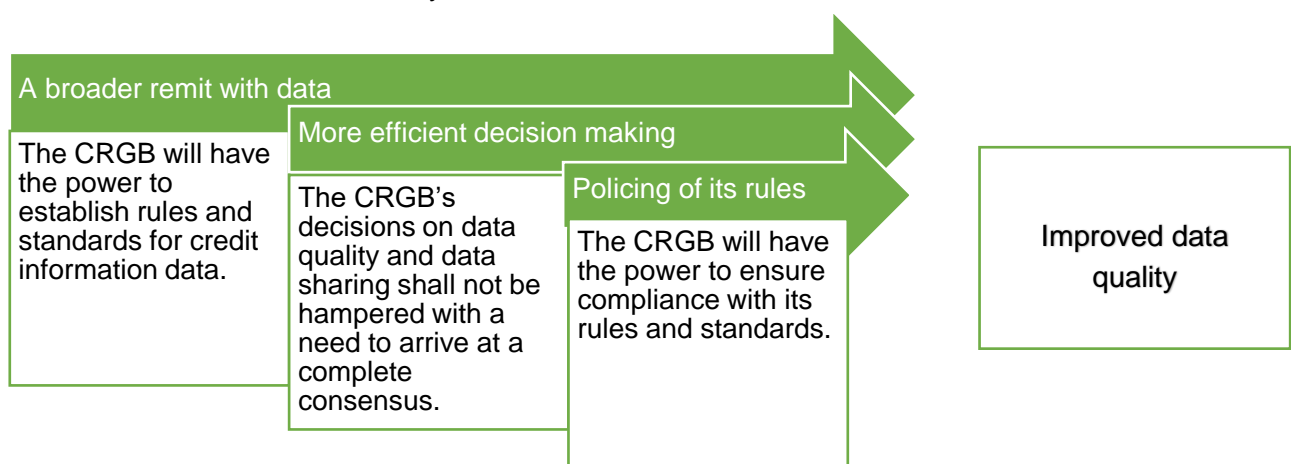 A broader remit with data
The CRGB will have
the power to
establish rules and
standards for credit
information data.
More efficient decision making
The CRGB’s
decisions on data
quality and data
sharing shall not be
hampered with a
need to arrive at a
complete
consensus.
Policing of its rules
The CRGB will have
the power to ensure
compliance with its
rules and standards.
Improved data
quality